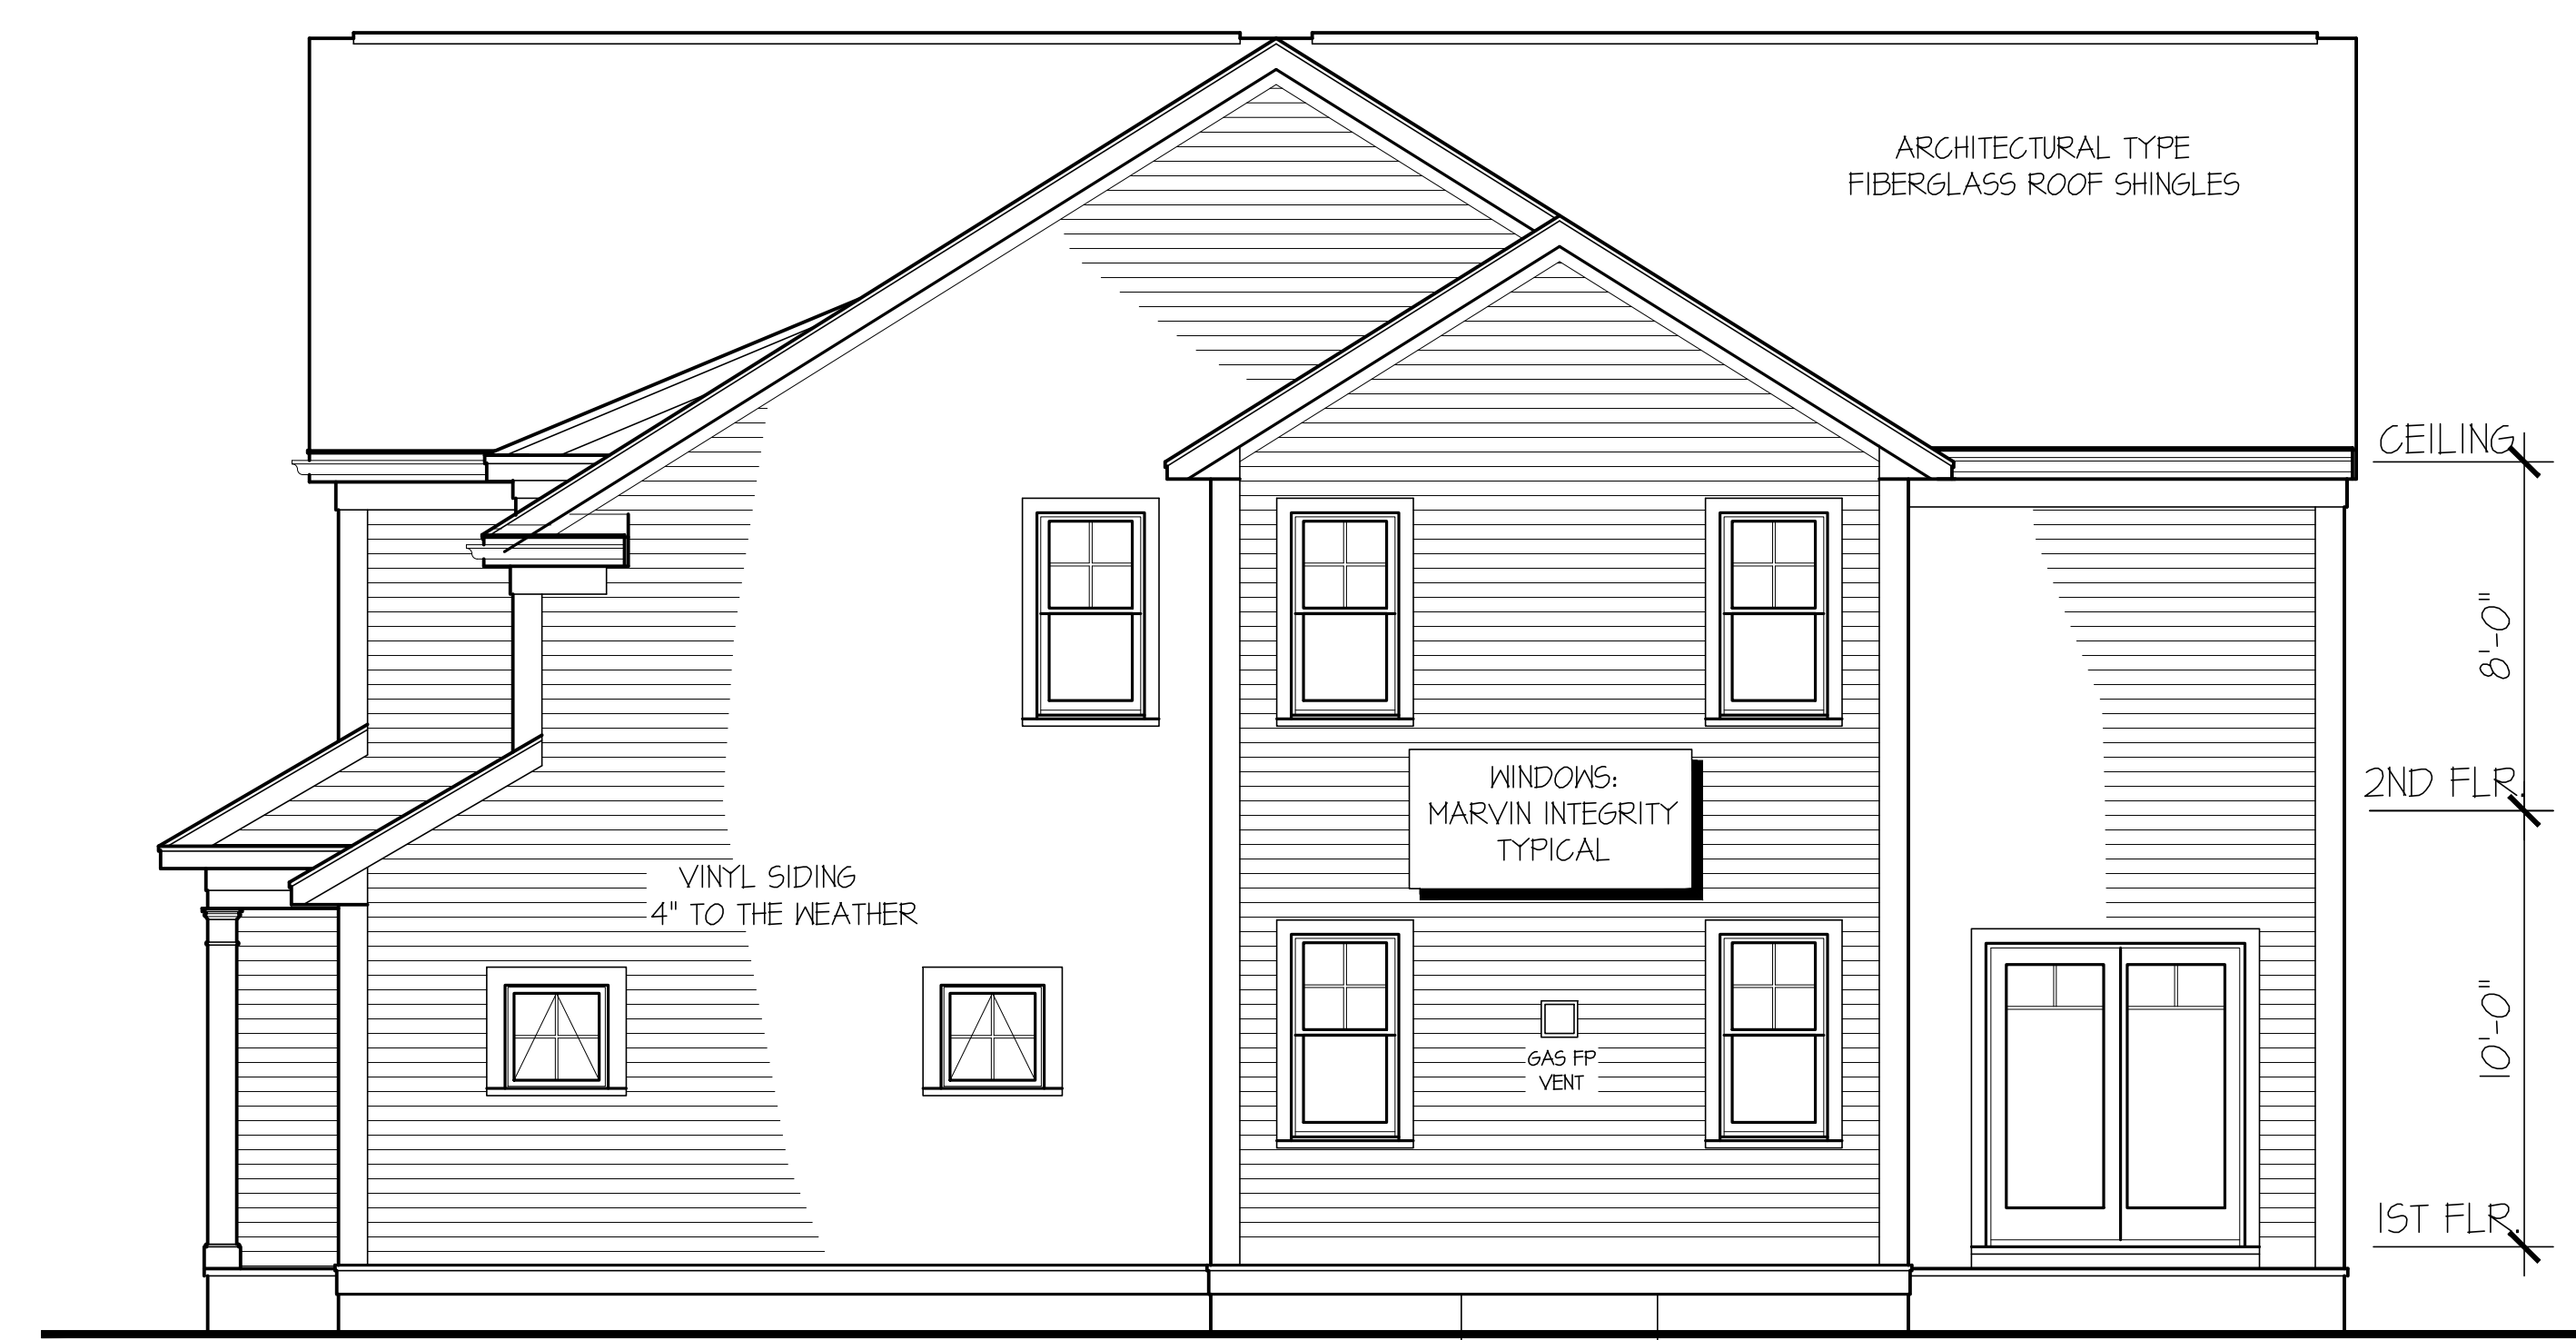 ARCHITECTURAL TYPE
FIBERGLASS ROOF SHINGLES
CEILING
8'-0"
2ND FLR.
WINDOWS:
MARVIN INTEGRITY
TYPICAL
VINYL SIDING
4" TO THE WEATHER
10'-0"
GAS FP
VENT
1ST FLR.